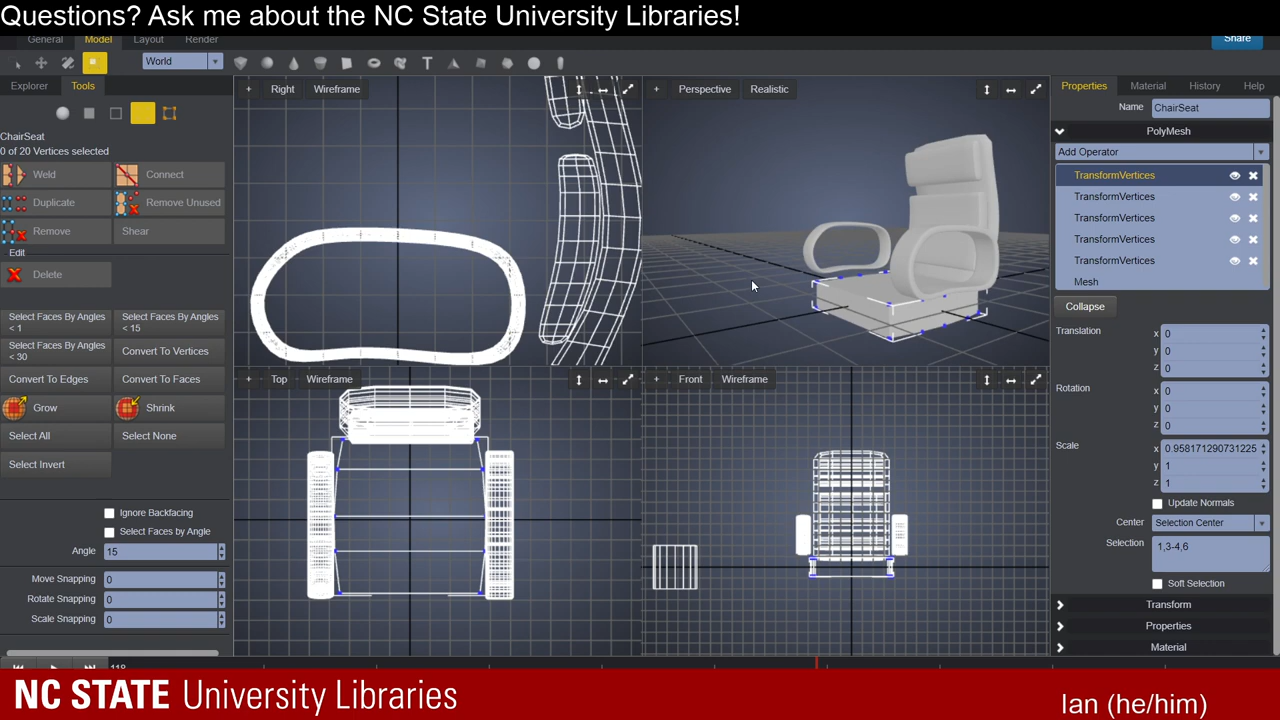 Questions? Ask me about the NC State University Libraries!
General Model Layout Render Share
World
Explorer Tools
ChairSeat
0 of 20 Vertices selected
Weld Connect
Duplicate Remove Unused
Remove Shear
Edit
Delete
Select Faces By Angles < 1 Select Faces By Angles < 15
Select Faces By Angles < 30 Convert To Vertices
Convert To Edges Convert To Faces
Grow Shrink
Select All Select None
Select Invert
Ignore Backfacing
Select Faces by Angle
Angle 15
Move Snapping 0
Rotate Snapping 0
Scale Snapping 0
+ Right Wireframe
+ Perspective Realistic
+ Top Wireframe
+ Front Wireframe
Properties Material History Help
Name ChairSeat
PolyMesh
Add Operator
TransformVertices
TransformVertices
TransformVertices
TransformVertices
TransformVertices
Mesh
Collapse
Translation x 0
y 0
z 0
Rotation x 0
y 0
z 0
Scale x 0.958171290731225
y 1
z 1
Update Normals
Center Selection Center
Selection 1,3-4,6
Soft Selection
Transform
Properties
Material
118
NC STATE University Libraries
Ian (he/him)